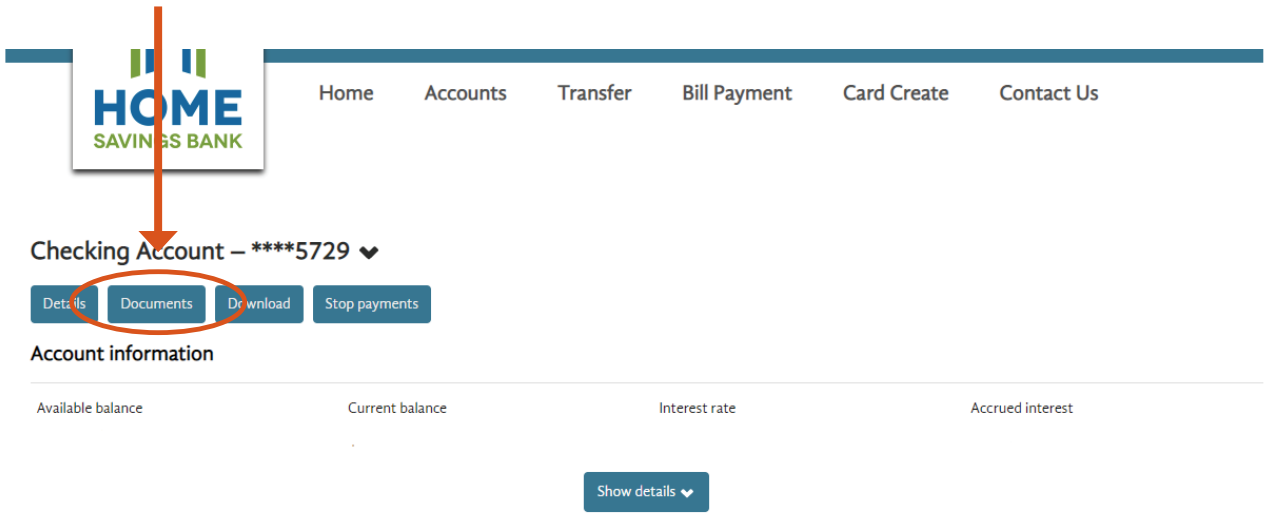 HOME
SAVINGS BANK
Home Accounts Transfer Bill Payment Card Create Contact Us
Checking Account – ****5729
Details Documents Download Stop payments
Account information
Available balance Current balance Interest rate Accrued interest
Show details